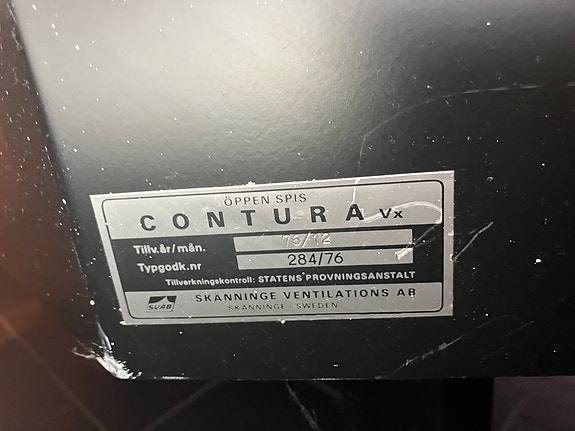 ÖPPEN SPIS
CONTURA Vx
Tillv.år/mån.
Typgodk.nr 284/76
Tillverkningskontroll: STATENS PROVNINGSANSTALT
SVAB SKÄNNINGE VENTILATIONS AB
SKÄNNINGE - SWEDEN